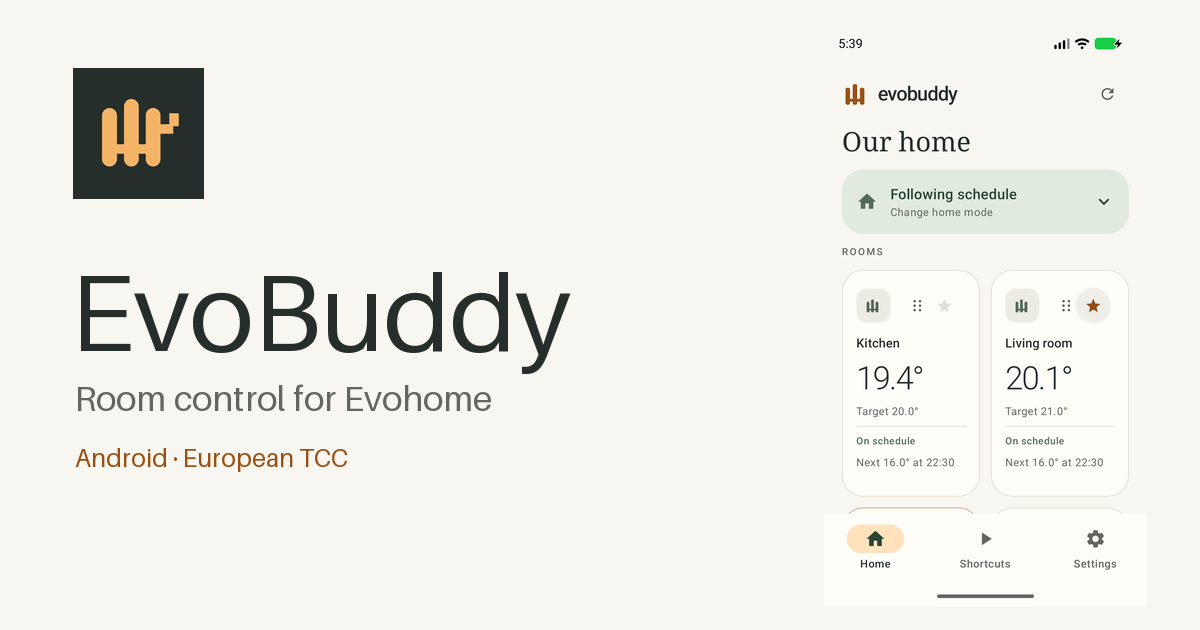 EvoBuddy
Room control for Evohome
Android · European TCC
5:39
evobuddy
Our home
Following schedule
Change home mode
ROOMS
Kitchen
19.4°
Target 20.0°
On schedule
Next 16.0° at 22:30
Living room
20.1°
Target 21.0°
On schedule
Next 16.0° at 22:30
Home
Shortcuts
Settings